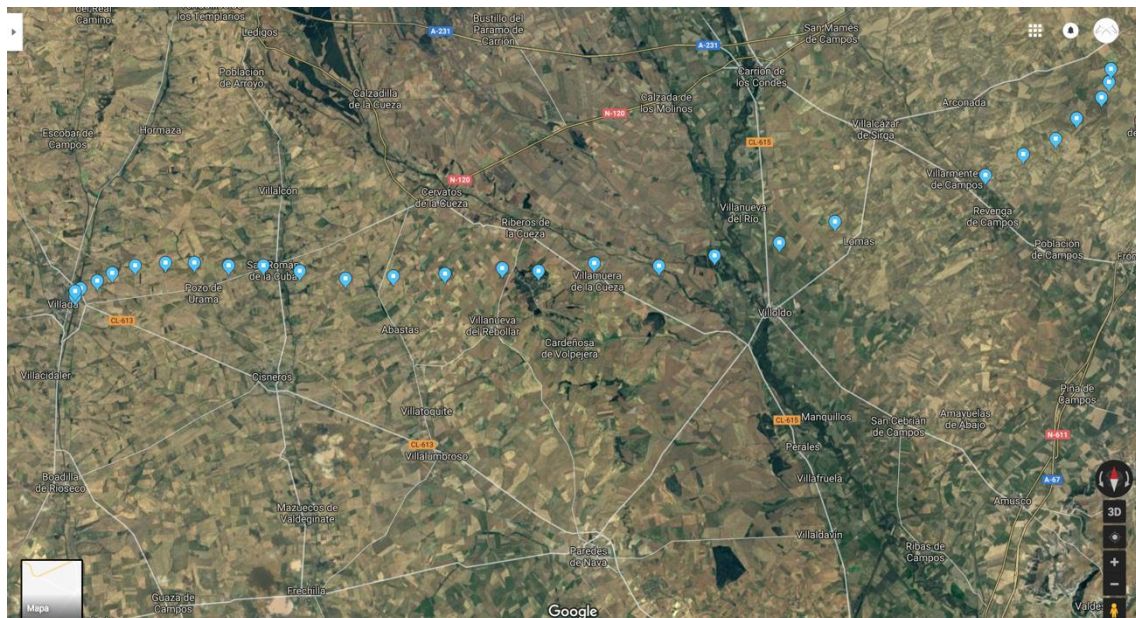 del Real
Camino
los Templarios
Ledigos
Bustillo del
Páramo de
Carrión
A-231
San Mamés
de Campos
A-231
Población
de Arroyo
Carrión de
los Condes
Calzadilla
de la Cueza
Calzada de
los Molinos
Arconada
N-120
Escobar de
Campos
Hormaza
Villalcázar
de Sirga
CL-615
Villalcón
N-120
Cervatos
de la Cueza
Villarmentero
de Campos
Villanueva
del Río
Revenga
de Campos
Riberos de
la Cueza
Lomas
Población
de Campos
San Román
de la Cuba
Villamuera
de la Cueza
Pozo de
Urama
Villada
CL-613
Villoldo
Abastas
Villanueva
del Rebollar
Cardeñosa
de Volpejera
Villacidaler
Cisneros
Piña de
Campos
Villatoquite
Manquillos
San Cebrián
de Campos
Amayuelas
de Abajo
CL-615
N-611
CL-613
Villalumbroso
Perales
Boadilla
de Rioseco
Villafruela
A-67
Amusco
3D
Mazuecos de
Valdeginate
Villaldavín
Ribas de
Campos
Paredes
de Nava
Frechilla
Guaza de
Campos
Mapa
Google